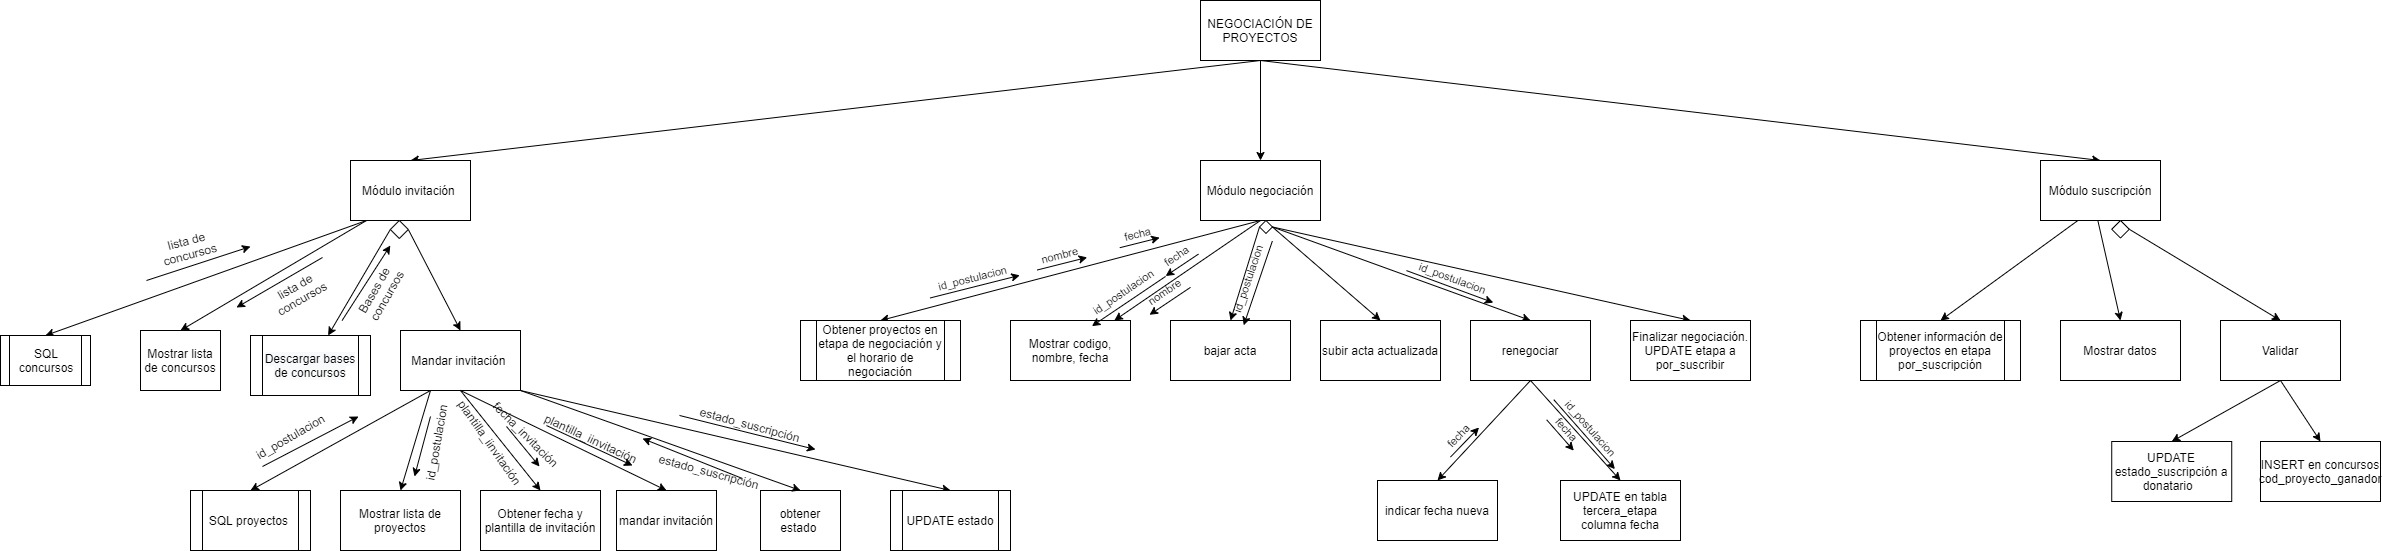 NEGOCIACIÓN DE
PROYECTOS
Módulo invitación
Módulo negociación
Módulo suscripción
lista de
concursos
lista de
concursos
Bases de
concursos
id_postulacion
nombre
fecha
id_postulacion
fecha
nombre
id_postulacion
id_postulacion
SQL
concursos
Mostrar lista
de concursos
Descargar bases
de concursos
Mandar invitación
Obtener proyectos en
etapa de negociación y
el horario de
negociación
Mostrar codigo,
nombre, fecha
bajar acta
subir acta actualizada
renegociar
Finalizar negociación.
UPDATE etapa a
por_suscribir
Obtener información de
proyectos en etapa
por_suscripción
Mostrar datos
Validar
id_postulacion
id_postulacion
plantilla_iinvitación
fecha_invitación
plantilla_iinvitación
estado_suscripción
estado_suscripción
fecha
id_postulacion
fecha
SQL proyectos
Mostrar lista de
proyectos
Obtener fecha y
plantilla de invitación
mandar invitación
obtener
estado
UPDATE estado
indicar fecha nueva
UPDATE en tabla
tercera_etapa
columna fecha
UPDATE
estado_suscripción a
donatario
INSERT en concursos
cod_proyecto_ganador